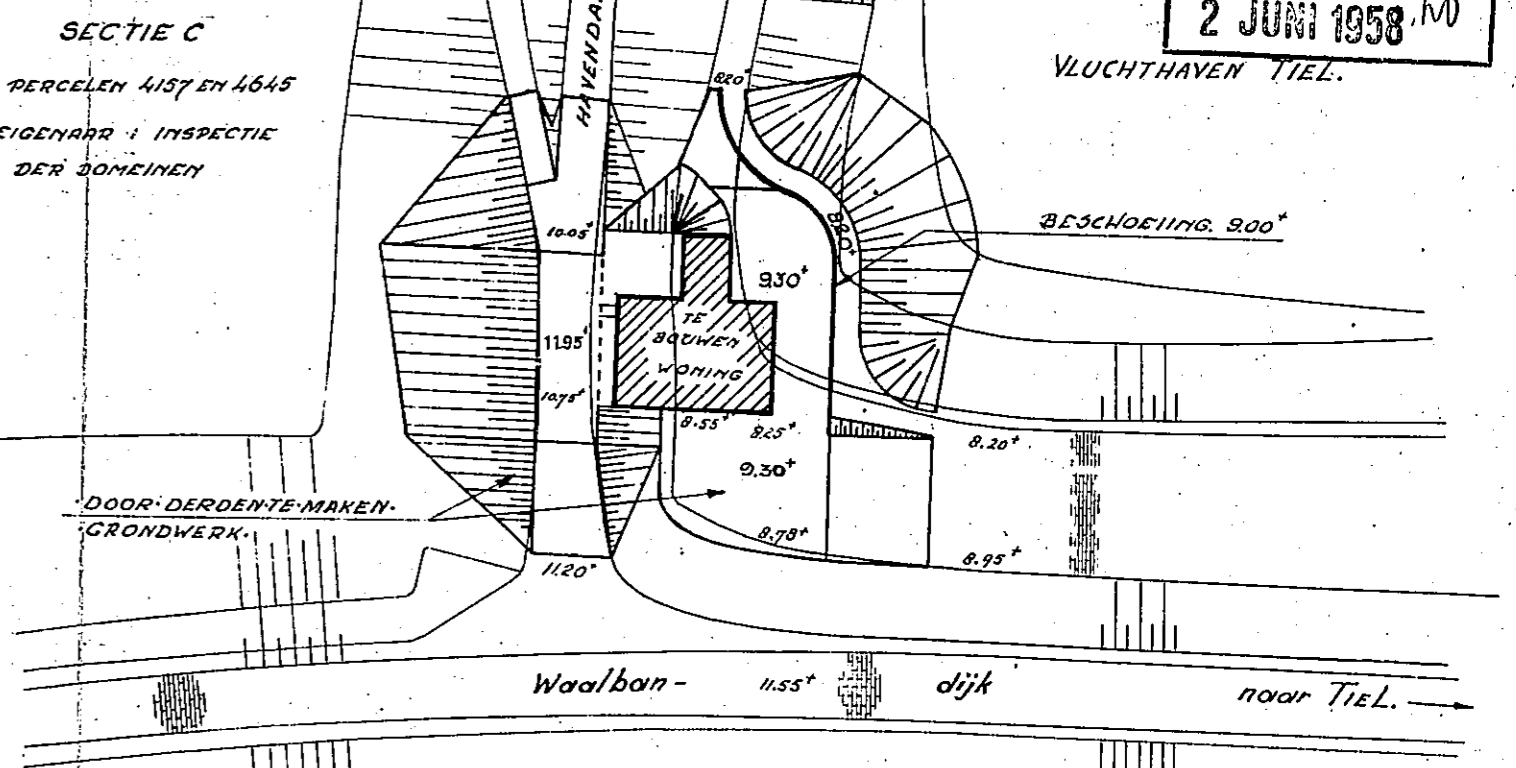 SECTIE C
PERCELEN 4157 EN 4645
EIGENAAR : INSPECTIE
DER DOMEINEN
2 JUNI 1958
VLUCHTHAVEN TIEL.
HAVENDA
820+
10.05+
820+
BESCHOEIING. 9.00+
9.30+
TE
BOUWEN
WONING
11.95
10.75+
8.55+
8.25+
8.20+
9.30+
DOOR·DERDEN·TE·MAKEN·
GRONDWERK.
8.78+
8.95+
11.20+
Waalban- 11.55+ dijk naar TIEL.